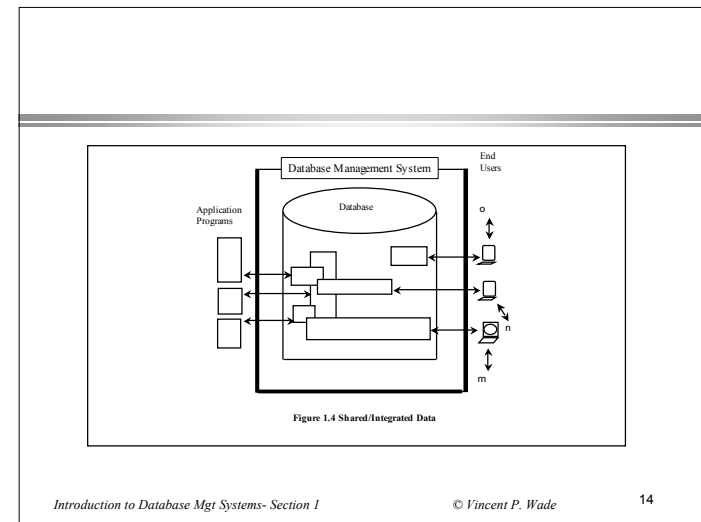 End
Users
Database Management System
Application
Programs
Database
o
n
m
Figure 1.4 Shared/Integrated Data
Introduction to Database Mgt Systems- Section 1
© Vincent P. Wade
14